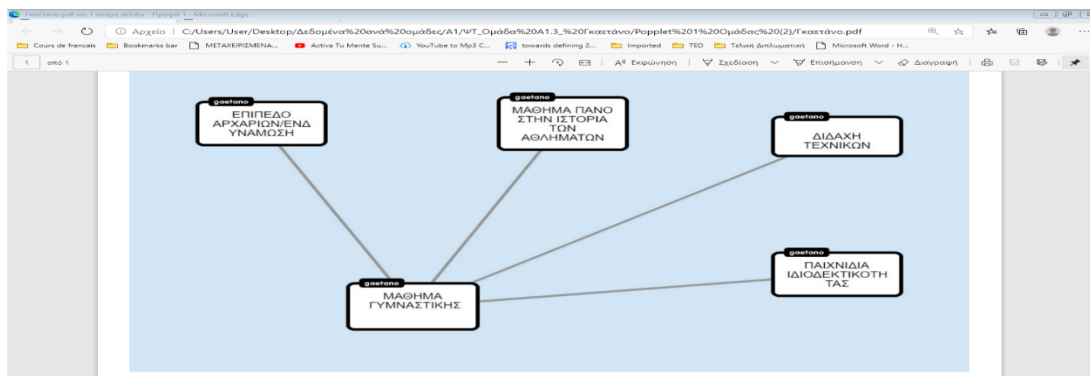 Γκαετάνο.pdf και 1 ακόμη σελίδα - Προφίλ 1 - Microsoft Edge
Αρχείο | C:/Users/User/Desktop/Δεδομένα%20ανά%20ομάδες/A1/ΨΤ_Ομάδα%20Α1.3_%20Γκαετάνο/Popplet%201%20Ομάδας%20(2)/Γκαετάνο.pdf
Cours de francais Bookmarks bar ΜΕΤΑΧΕΙΡΙΣΜΕΝΑ... Activa Tu Mente Su... YouTube to Mp3 C... towards defining 2... Imported TED Τελική Διπλωματική Microsoft Word - H...
1 από 1 Εκφώνηση Σχεδίαση Επισήμανση Διαγραφή
gaetano
ΕΠΙΠΕΔΟ
ΑΡΧΑΡΙΩΝ/ΕΝΔ
ΥΝΑΜΩΣΗ
gaetano
ΜΑΘΗΜΑ ΠΑΝΟ
ΣΤΗΝ ΙΣΤΟΡΙΑ
ΤΩΝ
ΑΘΛΗΜΑΤΩΝ
gaetano
ΔΙΔΑΧΗ
ΤΕΧΝΙΚΩΝ
gaetano
ΠΑΙΧΝΙΔΙΑ
ΙΔΙΟΔΕΚΤΙΚΟΤΗ
ΤΑΣ
gaetano
ΜΑΘΗΜΑ
ΓΥΜΝΑΣΤΙΚΗΣ